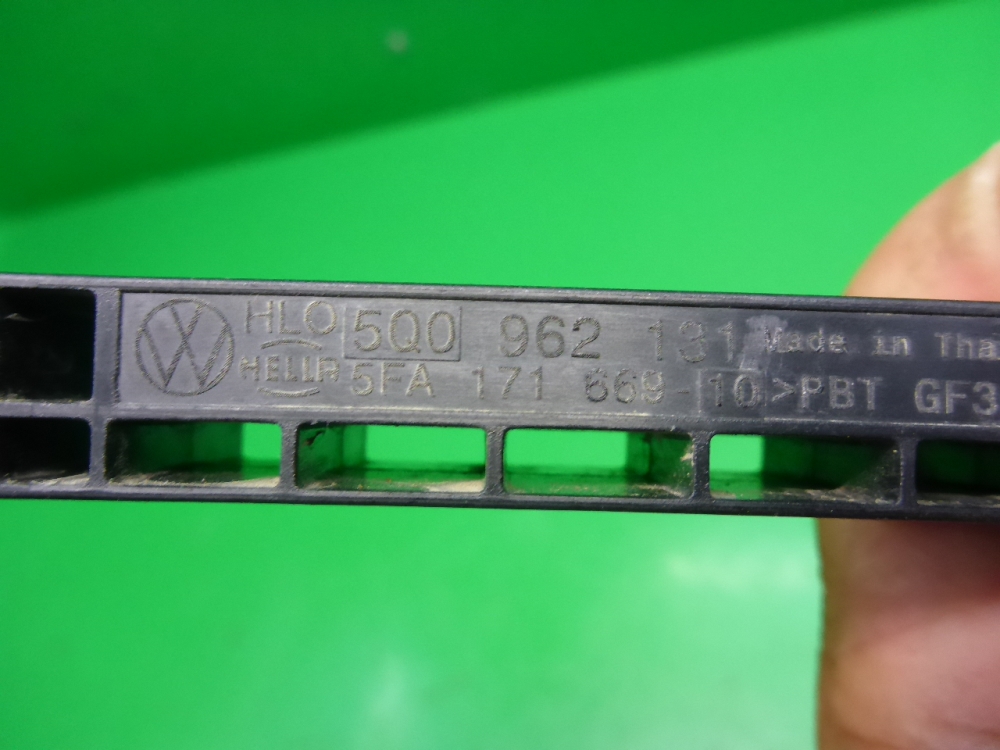 HLO 5Q0 962 131 Made in Tha
HELLA 5FA 171 669-10 >PBT GF3